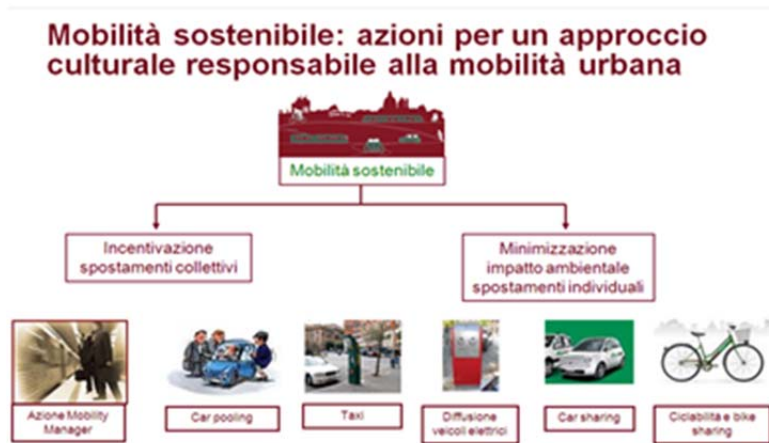 Mobilità sostenibile: azioni per un approccio
culturale responsabile alla mobilità urbana
Mobilità sostenibile
Incentivazione
spostamenti collettivi
Minimizzazione
impatto ambientale
spostamenti individuali
Azione Mobility
Manager
Car pooling
Taxi
Diffusione
veicoli elettrici
Car sharing
Ciclabilità e bike
sharing